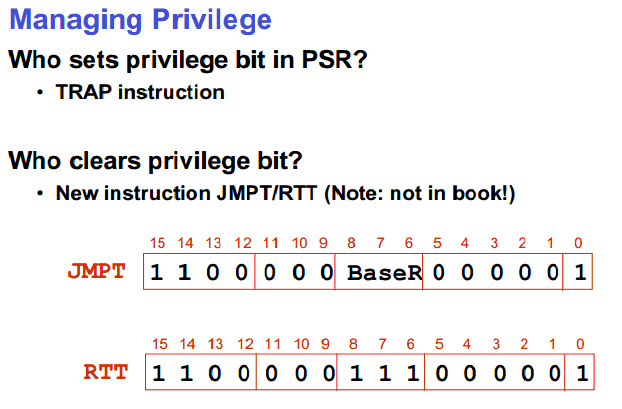 Managing Privilege
Who sets privilege bit in PSR?
• TRAP instruction
Who clears privilege bit?
• New instruction JMPT/RTT (Note: not in book!)
15 14 13 12 11 10 9 8 7 6 5 4 3 2 1 0
JMPT 1 1 0 0 0 0 0 BaseR 0 0 0 0 0 1
15 14 13 12 11 10 9 8 7 6 5 4 3 2 1 0
RTT 1 1 0 0 0 0 0 1 1 1 0 0 0 0 0 1